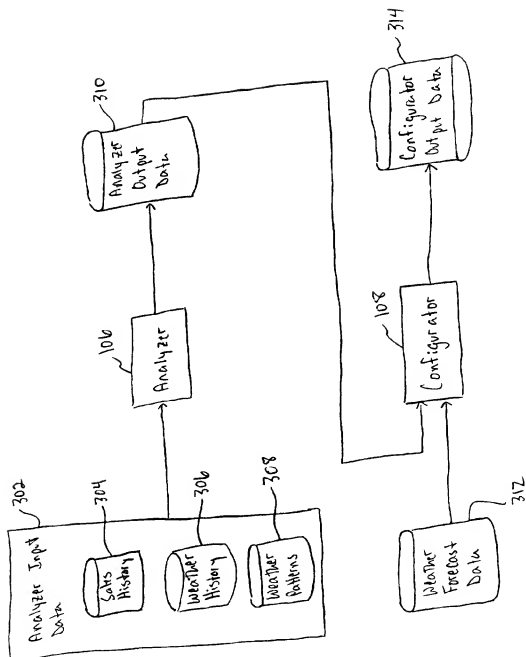 302
Analyzer Input
Data
304
Sales
History
306
Weather
History
308
Weather
Patterns
106
Analyzer
310
Analyzer
Output
Data
312
Weather
Forecast
Data
108
Configurator
314
Configurator
Output Data